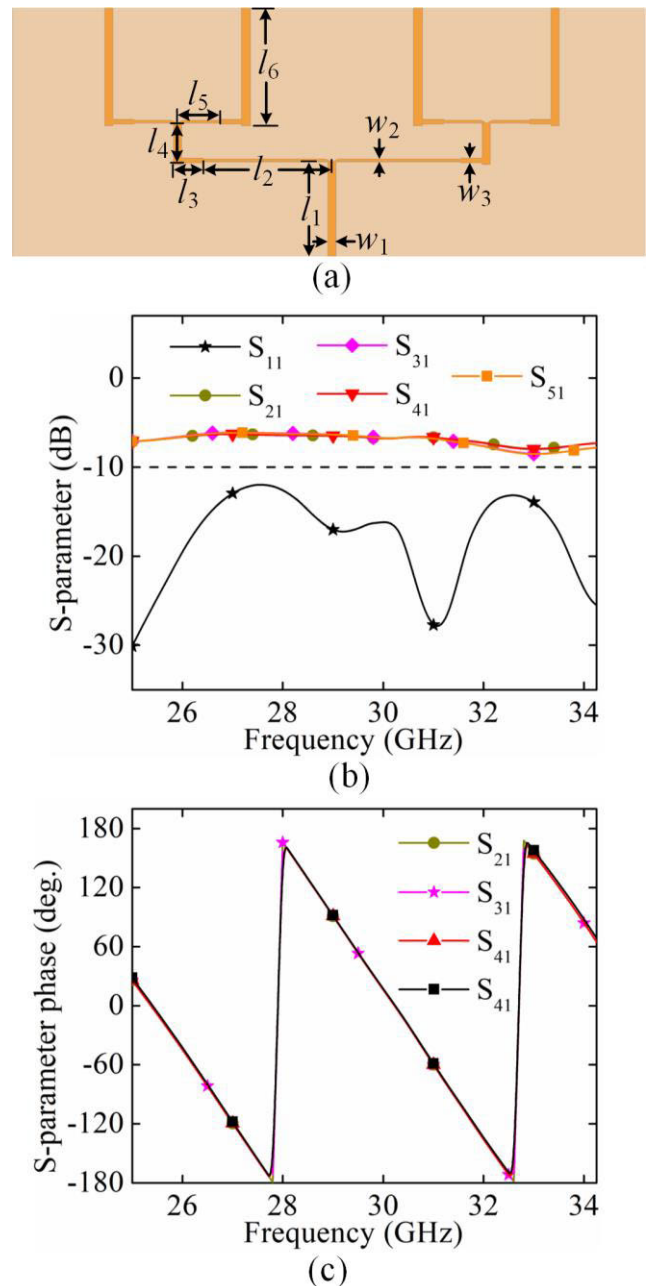 l6
l5
l4
w2
l3
l2
l1
w3
w1
(a)
S11
S31
S51
S21
S41
0
-10
-20
-30
S-parameter (dB)
26 28 30 32 34
Frequency (GHz)
(b)
180
120
60
0
-60
-120
-180
S-parameter phase (deg.)
S21
S31
S41
S41
26 28 30 32 34
Frequency (GHz)
(c)